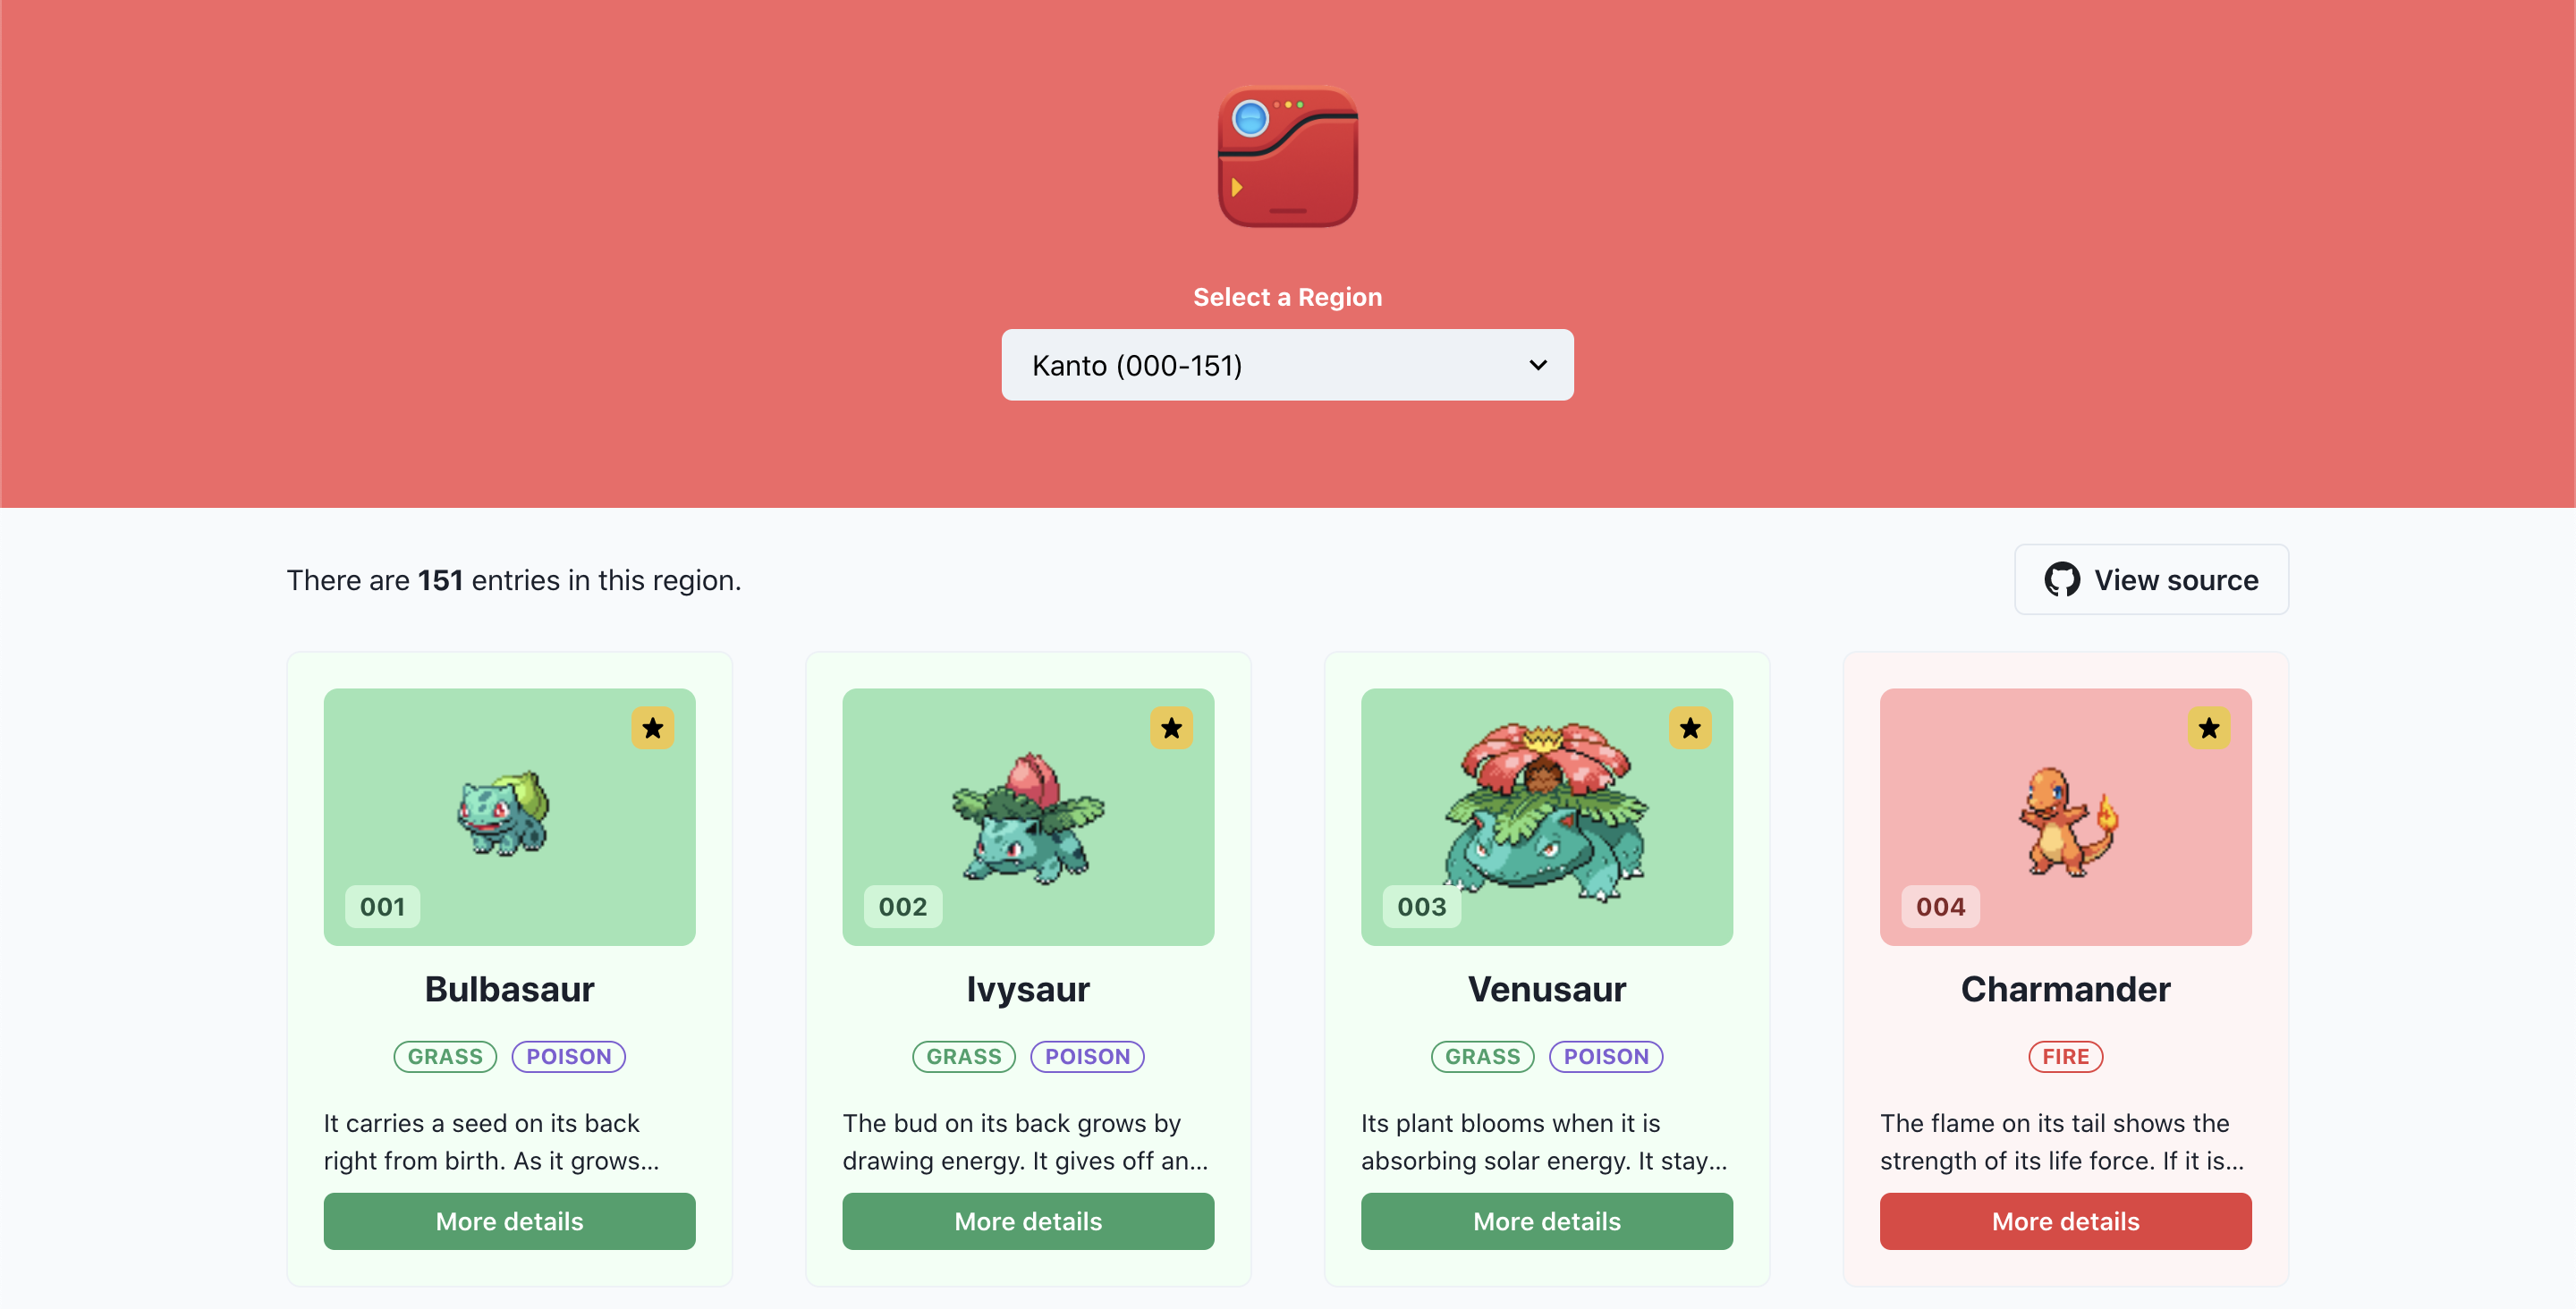 Select a Region
Kanto (000-151)
There are 151 entries in this region.
View source
001
Bulbasaur
GRASS POISON
It carries a seed on its back
right from birth. As it grows...
More details
002
Ivysaur
GRASS POISON
The bud on its back grows by
drawing energy. It gives off an...
More details
003
Venusaur
GRASS POISON
Its plant blooms when it is
absorbing solar energy. It stay...
More details
004
Charmander
FIRE
The flame on its tail shows the
strength of its life force. If it is...
More details